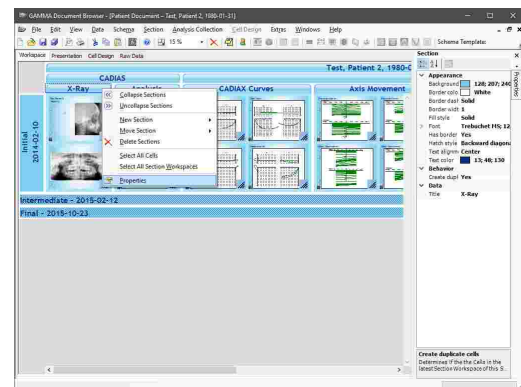 GAMMA Document Browser - [Patient Document - Test, Patient 2, 1980-01-31]
File Edit View Data Schema Section Analysis Collection Cell Design Extras Windows Help
15 % Scheme Template:
Workspace Presentation Cell Design Raw Data
Test, Patient 2, 1980-0
CADIAS
X-Ray Analysis CADIAX Curves Axis Movement
Initial
2014-02-10
Collapse Sections
Uncollapse Sections
New Section
Move Section
Delete Sections
Select All Cells
Select All Section Workspaces
Properties
Intermediate - 2015-02-12
Final - 2015-10-23
Section
Properties
Appearance
Background 128; 207; 240
Border colo White
Border dash Solid
Border widt 1
Fill style Solid
Font Trebuchet MS; 12
Has border Yes
Hatch style Backward diagona
Text alignm Center
Text color 13; 48; 130
Behavior
Create dupl Yes
Data
Title X-Ray
Create duplicate cells
Determines if the the Cells in the
latest Section Workspace of this S...